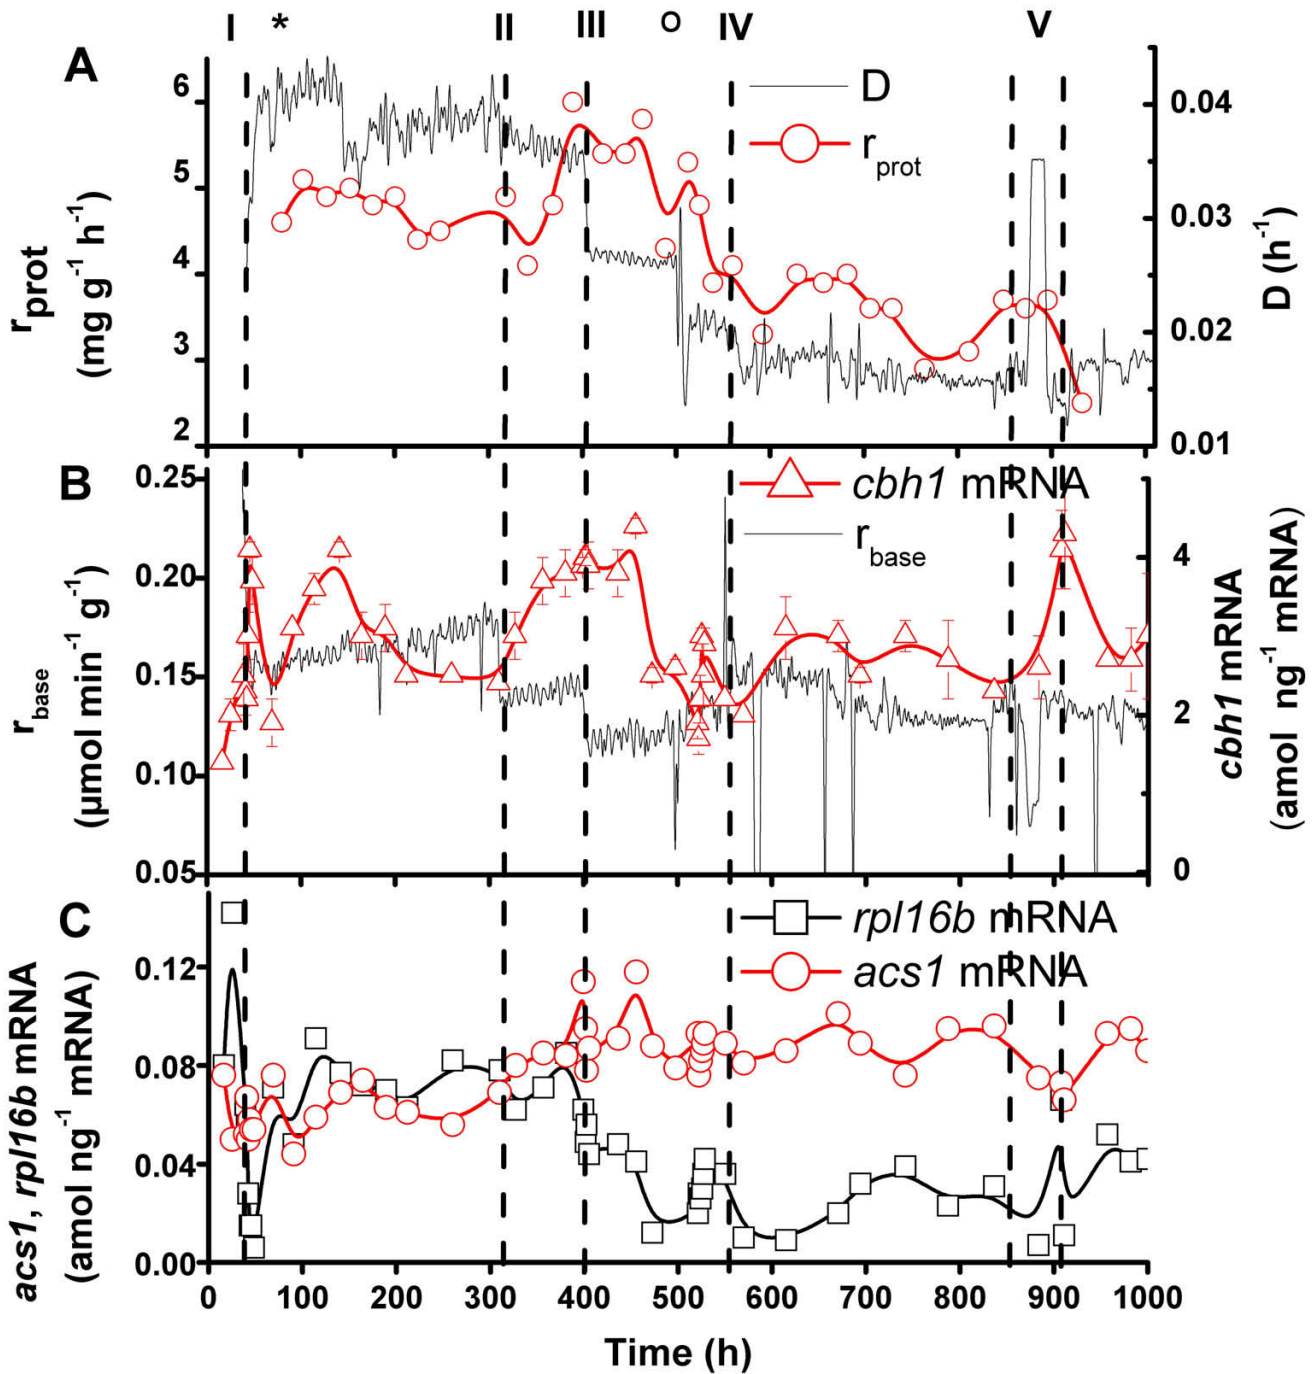 I * II III O IV V
A
D
r prot
6
5
4
3
2
r prot
(mg g⁻¹ h⁻¹)
0.04
0.03
0.02
0.01
D (h⁻¹)
B
cbh1 mRNA
r base
0.25
0.20
0.15
0.10
0.05
r base
(µmol min⁻¹ g⁻¹)
4
2
0
cbh1 mRNA
(amol ng⁻¹ mRNA)
C
rpl16b mRNA
acs1 mRNA
0.12
0.08
0.04
0.00
acs1, rpl16b mRNA
(amol ng⁻¹ mRNA)
0 100 200 300 400 500 600 700 800 900 1000
Time (h)